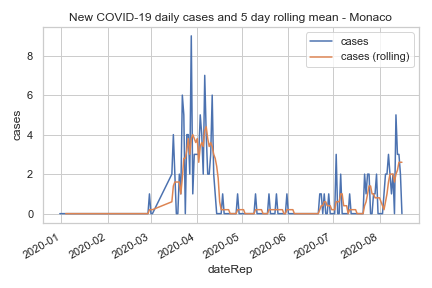 New COVID-19 daily cases and 5 day rolling mean - Monaco
cases
cases (rolling)
8
6
4
2
0
cases
2020-01
2020-02
2020-03
2020-04
2020-05
2020-06
2020-07
2020-08
dateRep